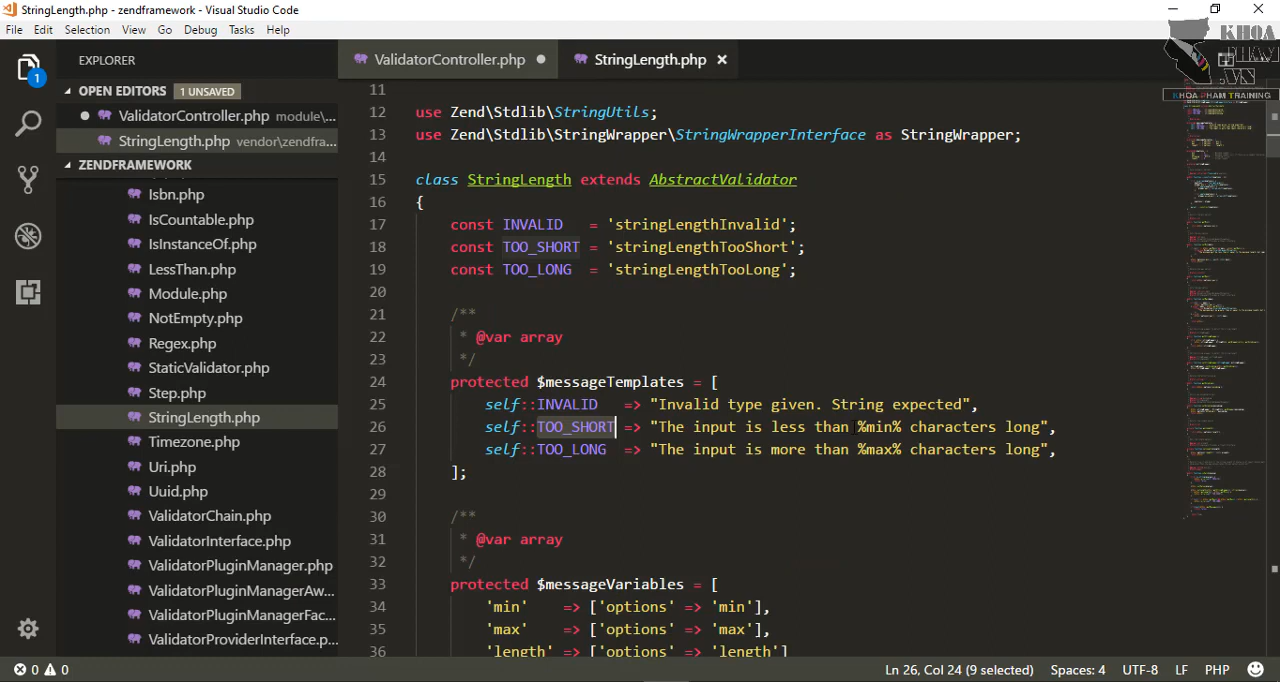 StringLength.php - zendframework - Visual Studio Code
File Edit Selection View Go Debug Tasks Help
KHOA
PHAM
.VN
KHOA PHAM TRAINING
EXPLORER
ValidatorController.php
StringLength.php
1
OPEN EDITORS 1 UNSAVED
ValidatorController.php module\...
StringLength.php vendor\zendfra...
ZENDFRAMEWORK
Isbn.php
IsCountable.php
IsInstanceOf.php
LessThan.php
Module.php
NotEmpty.php
Regex.php
StaticValidator.php
Step.php
StringLength.php
Timezone.php
Uri.php
Uuid.php
ValidatorChain.php
ValidatorInterface.php
ValidatorPluginManager.php
ValidatorPluginManagerAw...
ValidatorPluginManagerFac...
ValidatorProviderInterface.p...
11
12 use Zend\Stdlib\StringUtils;
13 use Zend\Stdlib\StringWrapper\StringWrapperInterface as StringWrapper;
14
15 class StringLength extends AbstractValidator
16 {
17 const INVALID = 'stringLengthInvalid';
18 const TOO_SHORT = 'stringLengthTooShort';
19 const TOO_LONG = 'stringLengthTooLong';
20
21 /**
22 * @var array
23 */
24 protected $messageTemplates = [
25 self::INVALID => "Invalid type given. String expected",
26 self::TOO_SHORT => "The input is less than %min% characters long",
27 self::TOO_LONG => "The input is more than %max% characters long",
28 ];
29
30 /**
31 * @var array
32 */
33 protected $messageVariables = [
34 'min' => ['options' => 'min'],
35 'max' => ['options' => 'max'],
36 'length' => ['options' => 'length']
0 0 Ln 26, Col 24 (9 selected) Spaces: 4 UTF-8 LF PHP